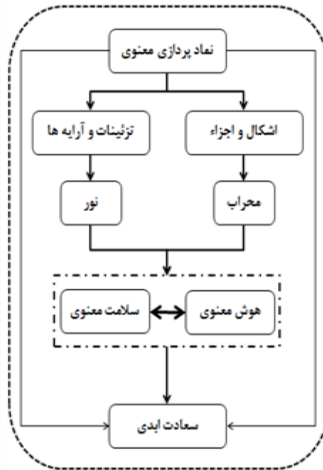 نماد پردازی معنوی
اشکال و اجزاء
تزئینات و آرایه ها
محراب
نور
هوش معنوی
سلامت معنوی
سعادت ابدی